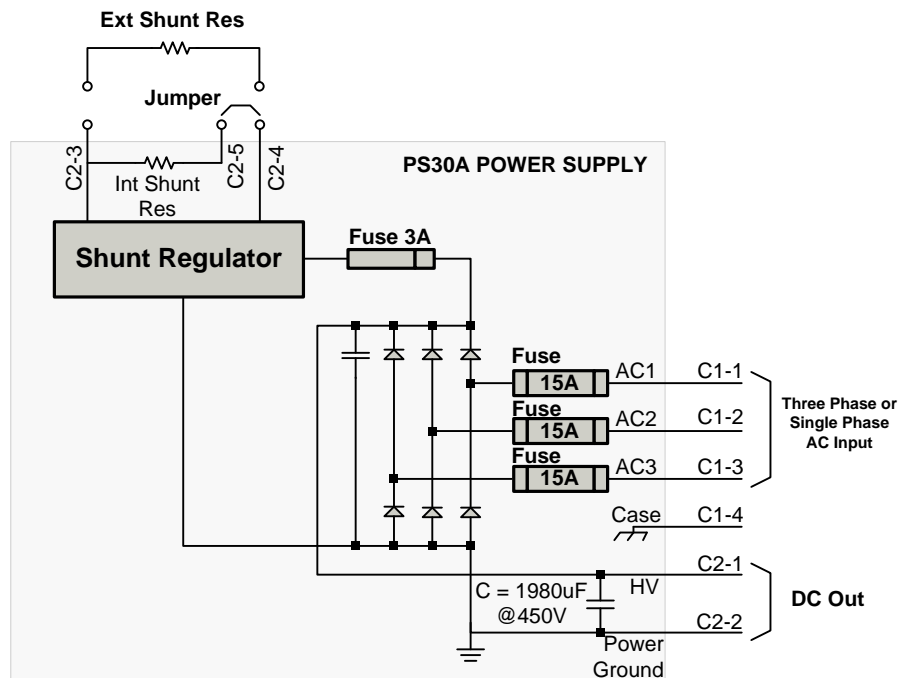 Ext Shunt Res
Jumper
C2-3
C2-5
C2-4
Int Shunt
Res
PS30A POWER SUPPLY
Shunt Regulator
Fuse 3A
Fuse
15A
AC1
C1-1
Fuse
15A
AC2
C1-2
Fuse
15A
AC3
C1-3
Three Phase or
Single Phase
AC Input
Case
C1-4
C2-1
HV
C = 1980uF
@450V
DC Out
C2-2
Power
Ground